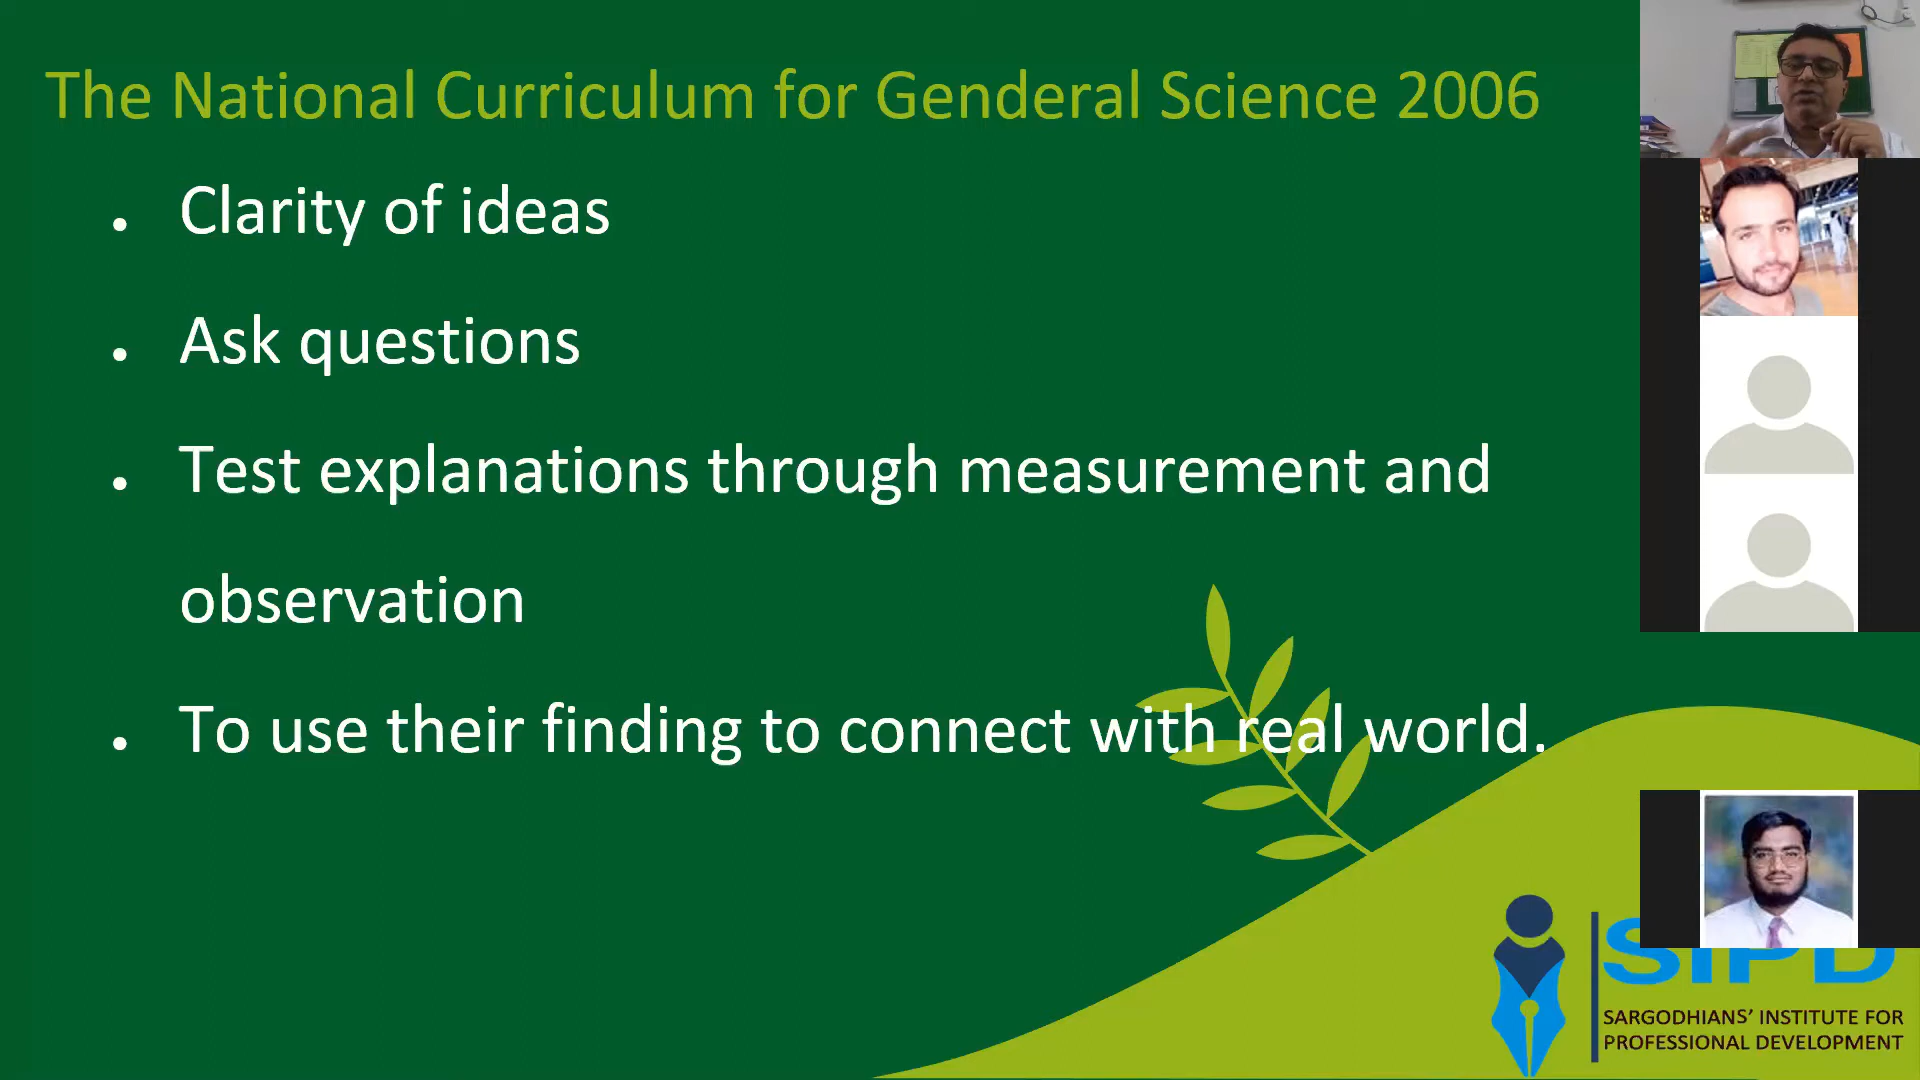 The National Curriculum for Genderal Science 2006
Clarity of ideas
Ask questions
Test explanations through measurement and
observation
To use their finding to connect with real world.
SIPD
SARGODHIANS’ INSTITUTE FOR
PROFESSIONAL DEVELOPMENT